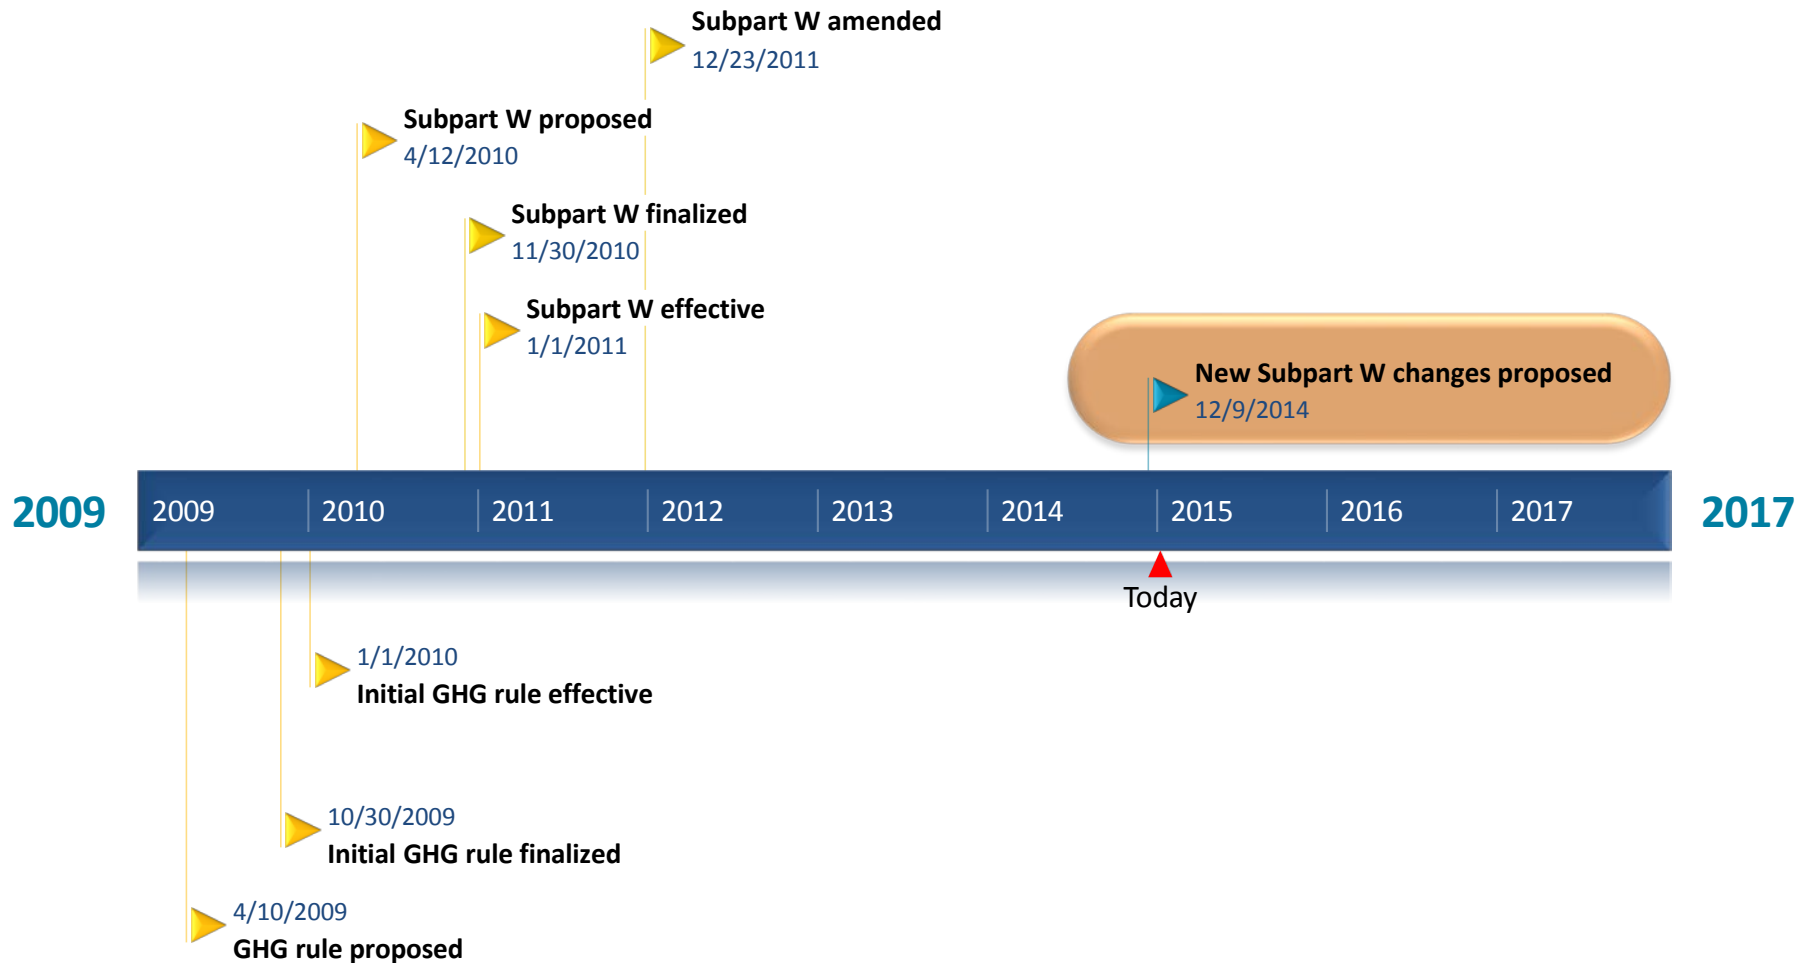 Subpart W amended
12/23/2011
Subpart W proposed
4/12/2010
Subpart W finalized
11/30/2010
Subpart W effective
1/1/2011
New Subpart W changes proposed
12/9/2014
2009 2009 2010 2011 2012 2013 2014 2015 2016 2017 2017
Today
1/1/2010
Initial GHG rule effective
10/30/2009
Initial GHG rule finalized
4/10/2009
GHG rule proposed